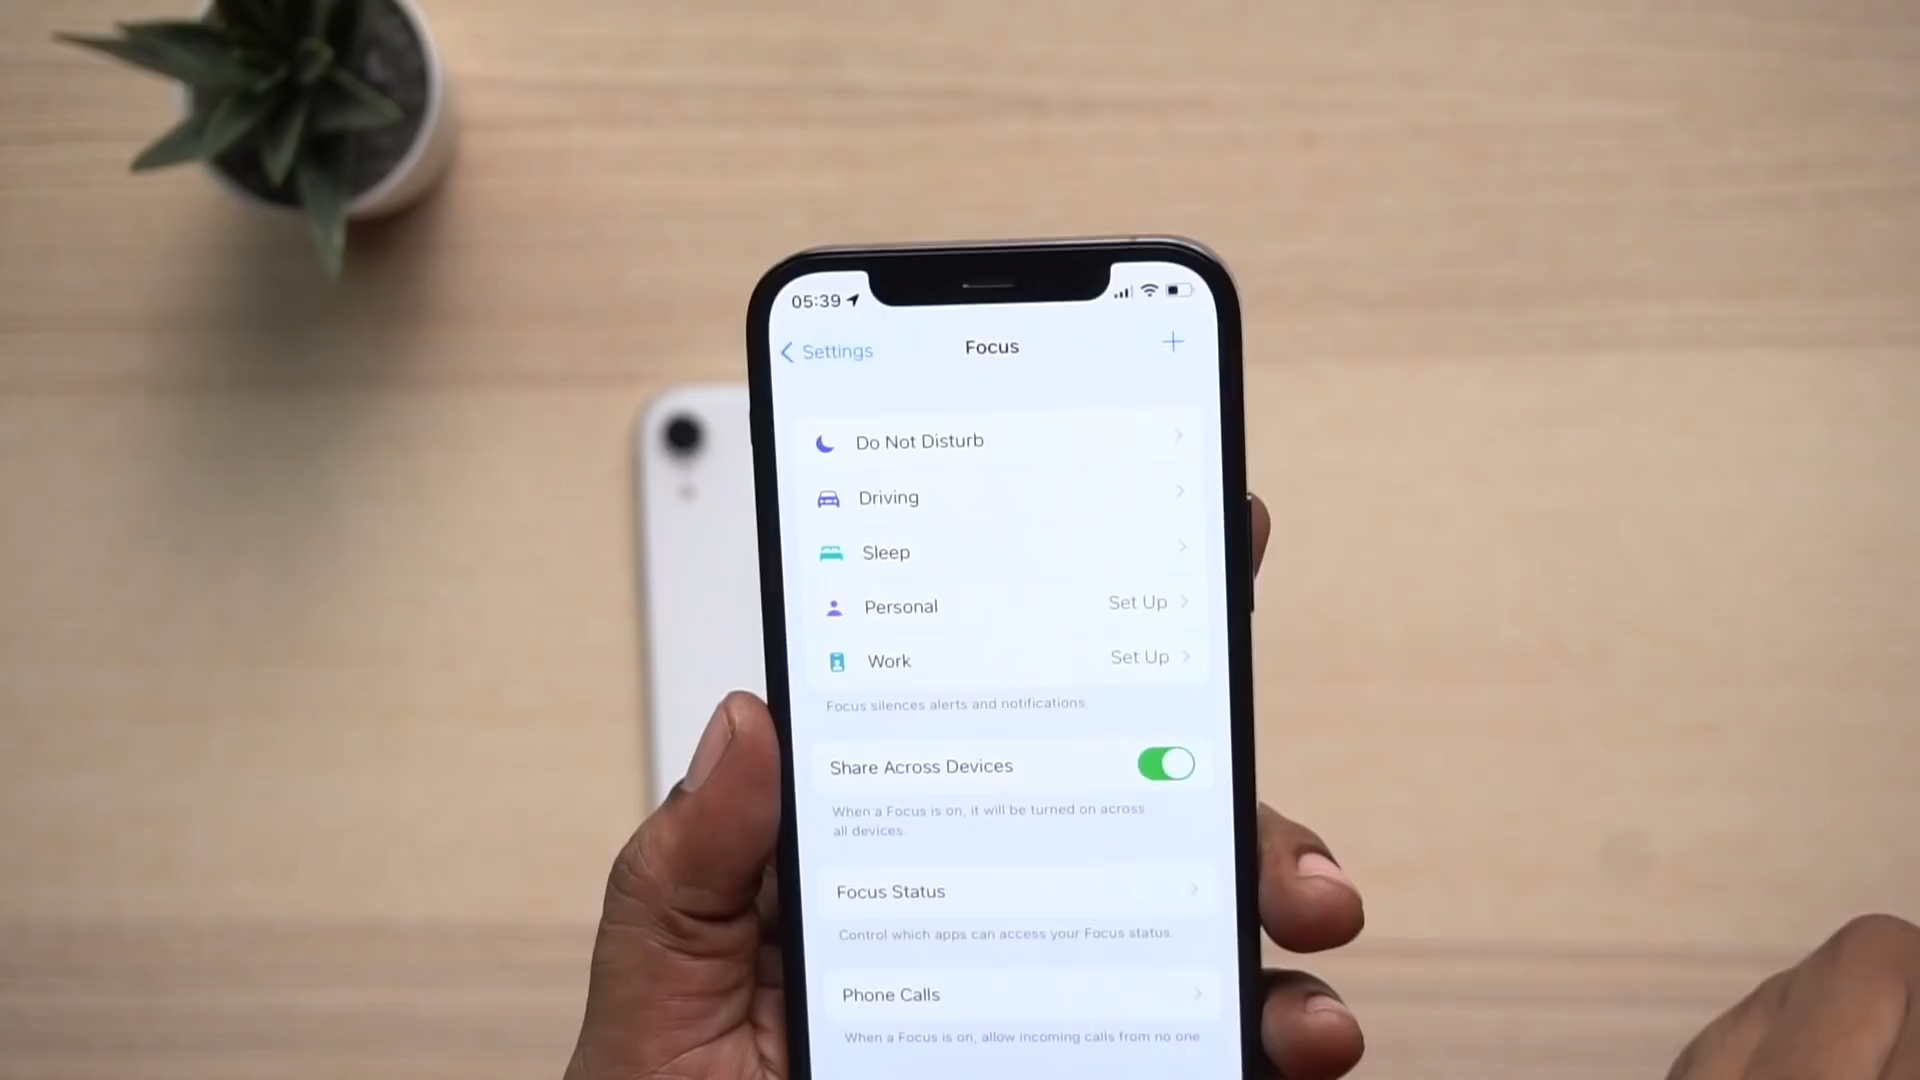 05:39
Settings
Focus
Do Not Disturb
Driving
Sleep
Personal Set Up
Work Set Up
Focus silences alerts and notifications.
Share Across Devices
When a Focus is on, it will be turned on across
all devices.
Focus Status
Control which apps can access your Focus status.
Phone Calls
When a Focus is on, allow incoming calls from no one